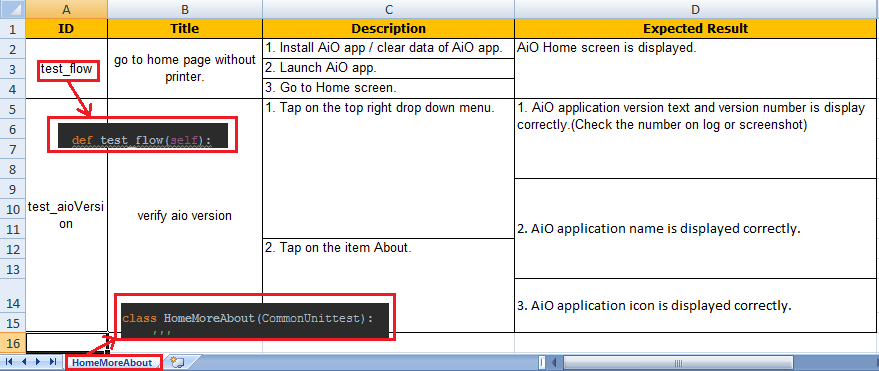 A B C D
1 ID Title Description Expected Result
2 1. Install AiO app / clear data of AiO app. AiO Home screen is displayed.
go to home page without
3 test_flow 2. Launch AiO app.
printer.
4 3. Go to Home screen.
5 1. Tap on the top right drop down menu. 1. AiO application version text and version number is display
6 correctly.(Check the number on log or screenshot)
def test_flow(self):
7
8
9
10 test_aioVersi verify aio version
11 on 2. AiO application name is displayed correctly.
12 2. Tap on the item About.
13
14 3. AiO application icon is displayed correctly.
class HomeMoreAbout(CommonUnittest):
15 '''
16
HomeMoreAbout